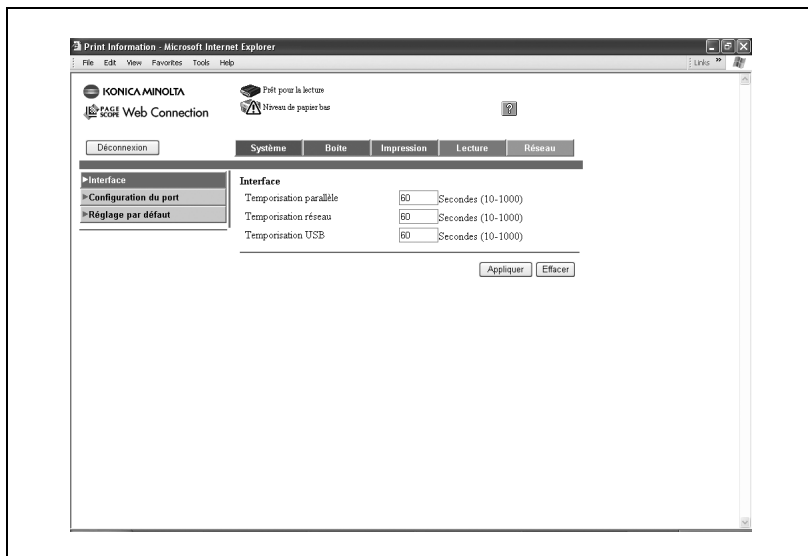 Print Information - Microsoft Internet Explorer
File Edit View Favorites Tools Help
Links »
KONICA MINOLTA
PAGE SCOPE Web Connection
Prêt pour la lecture
Niveau de papier bas
?
Déconnexion
Système Boîte Impression Lecture Réseau
Interface
Configuration du port
Réglage par défaut
Interface
Temporisation parallèle 60 Secondes (10-1000)
Temporisation réseau 60 Secondes (10-1000)
Temporisation USB 60 Secondes (10-1000)
Appliquer Effacer